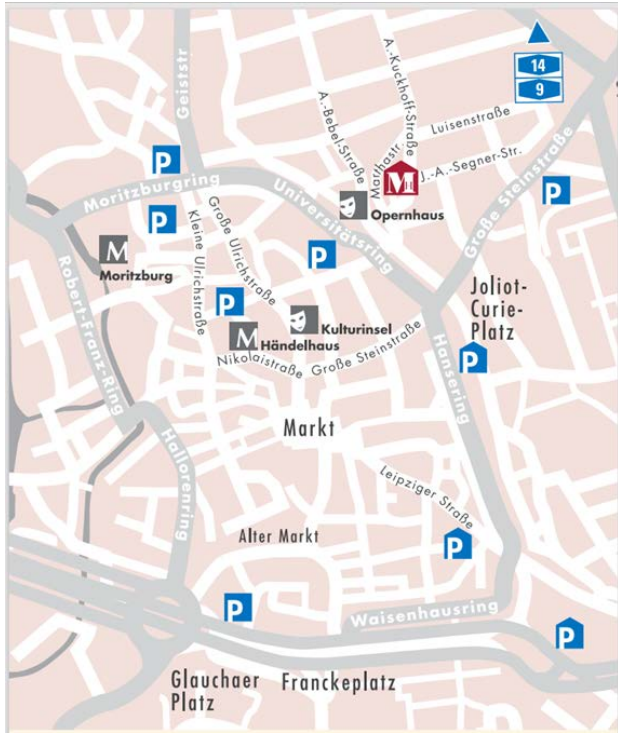 Geiststr
A.-Kuckhoff-Straße
14
9
A.-Bebel-Straße
Luisenstraße
P
Marthastr.
M
J.-A.-Segner-Str.
P
Moritzburgring
Universitätsring
Große Steinstraße
Opernhaus
P
Kleine Ulrichstraße
Große Ulrichstraße
M
Moritzburg
P
Robert-Franz-Ring
P
Joliot-
Curie-
Platz
Kulturinsel
M
Händelhaus
Nikolaistraße
Große Steinstraße
Hansering
P
Markt
Hallorenring
Leipziger Straße
Alter Markt
P
P
Waisenhausring
P
Glauchaer
Platz
Franckeplatz